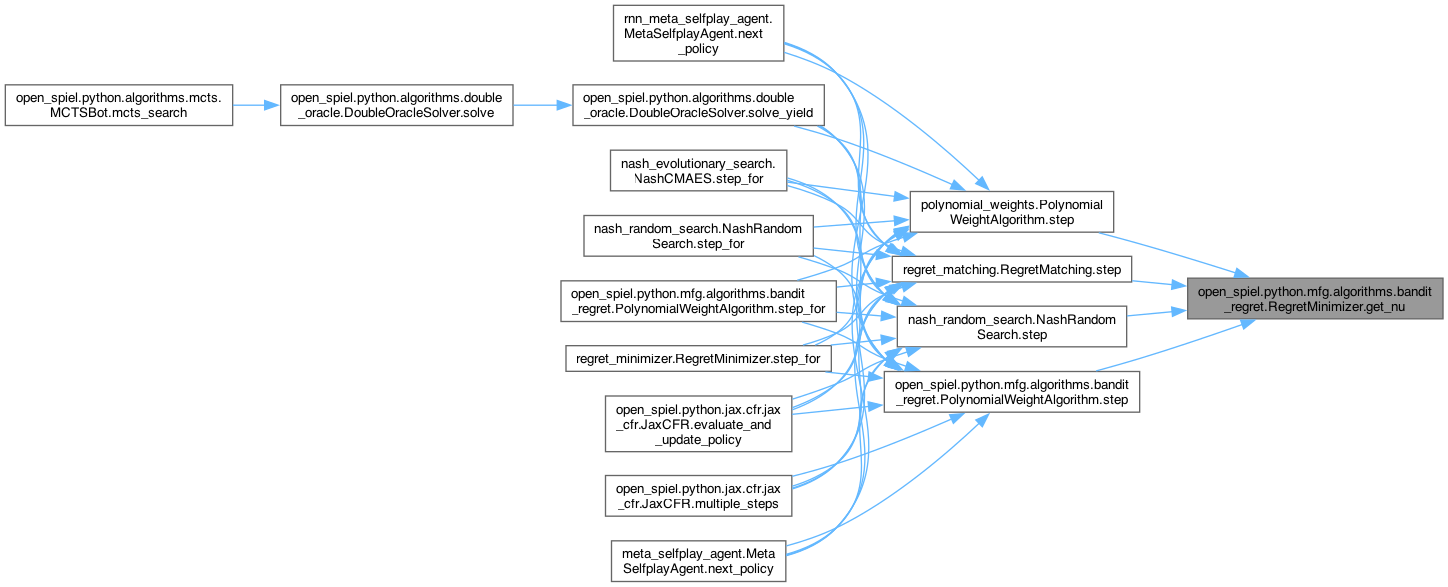 rnn_meta_selfplay_agent.
MetaSelfplayAgent.next
_policy
open_spiel.python.algorithms.mcts.
MCTSBot.mcts_search
open_spiel.python.algorithms.double
_oracle.DoubleOracleSolver.solve
open_spiel.python.algorithms.double
_oracle.DoubleOracleSolver.solve_yield
nash_evolutionary_search.
NashCMAES.step_for
nash_random_search.NashRandom
Search.step_for
open_spiel.python.mfg.algorithms.bandit
_regret.PolynomialWeightAlgorithm.step_for
regret_minimizer.RegretMinimizer.step_for
open_spiel.python.jax.cfr.jax
_cfr.JaxCFR.evaluate_and
_update_policy
open_spiel.python.jax.cfr.jax
_cfr.JaxCFR.multiple_steps
meta_selfplay_agent.Meta
SelfplayAgent.next_policy
polynomial_weights.Polynomial
WeightAlgorithm.step
regret_matching.RegretMatching.step
nash_random_search.NashRandom
Search.step
open_spiel.python.mfg.algorithms.bandit
_regret.PolynomialWeightAlgorithm.step
open_spiel.python.mfg.algorithms.bandit
_regret.RegretMinimizer.get_nu